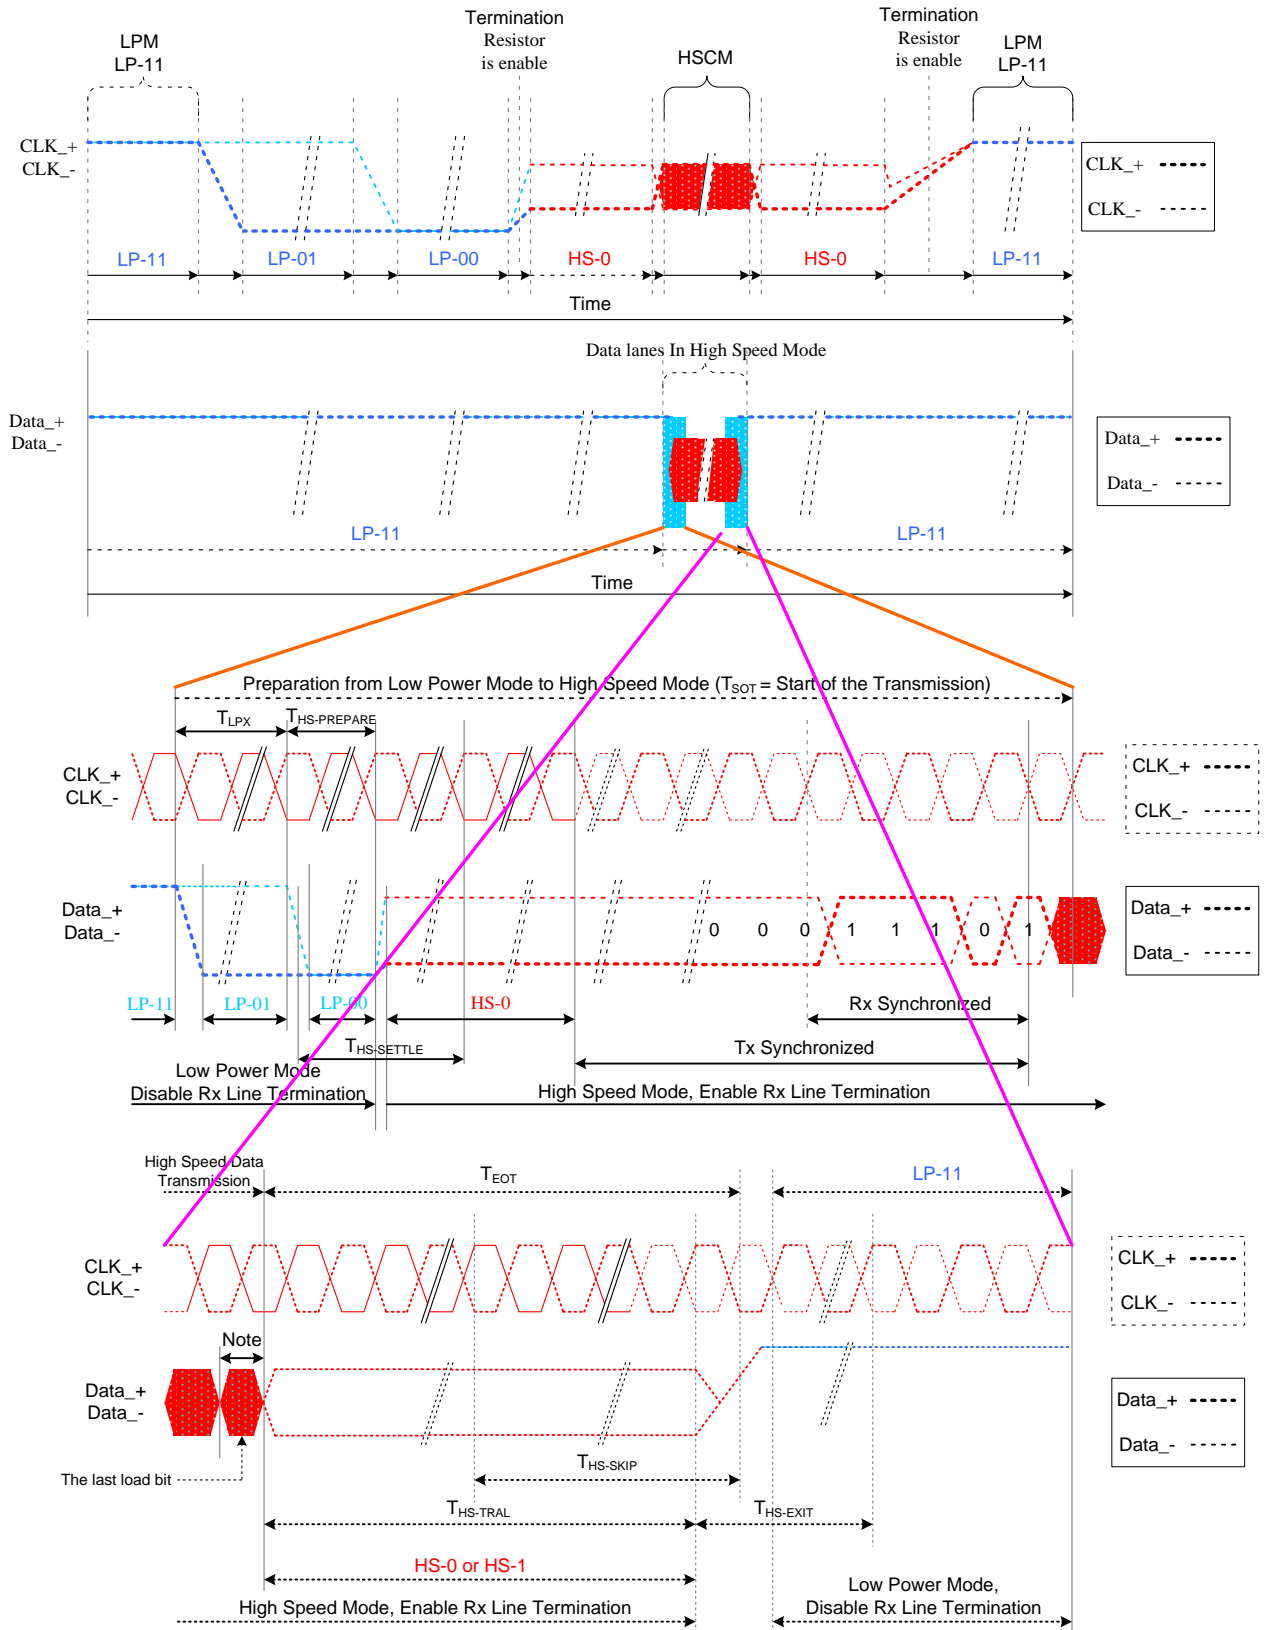 Termination
Resistor
is enable
Termination
Resistor
is enable
LPM
LP-11
HSCM
LPM
LP-11
CLK_+
CLK_-
CLK_+
CLK_-
LP-11
LP-01
LP-00
HS-0
HS-0
LP-11
Time
Data lanes In High Speed Mode
Data_+
Data_-
Data_+
Data_-
LP-11
LP-11
Time
Preparation from Low Power Mode to High Speed Mode (TSOT = Start of the Transmission)
TLPX
THS-PREPARE
CLK_+
CLK_-
CLK_+
CLK_-
Data_+
Data_-
0 0 0 1 1 1 0 1
Data_+
Data_-
LP-11
LP-01
LP-00
HS-0
Rx Synchronized
THS-SETTLE
Tx Synchronized
Low Power Mode
Disable Rx Line Termination
High Speed Mode, Enable Rx Line Termination
High Speed Data
Transmission
TEOT
LP-11
CLK_+
CLK_-
CLK_+
CLK_-
Note
Data_+
Data_-
Data_+
Data_-
The last load bit
THS-SKIP
THS-TRAL
THS-EXIT
HS-0 or HS-1
High Speed Mode, Enable Rx Line Termination
Low Power Mode,
Disable Rx Line Termination